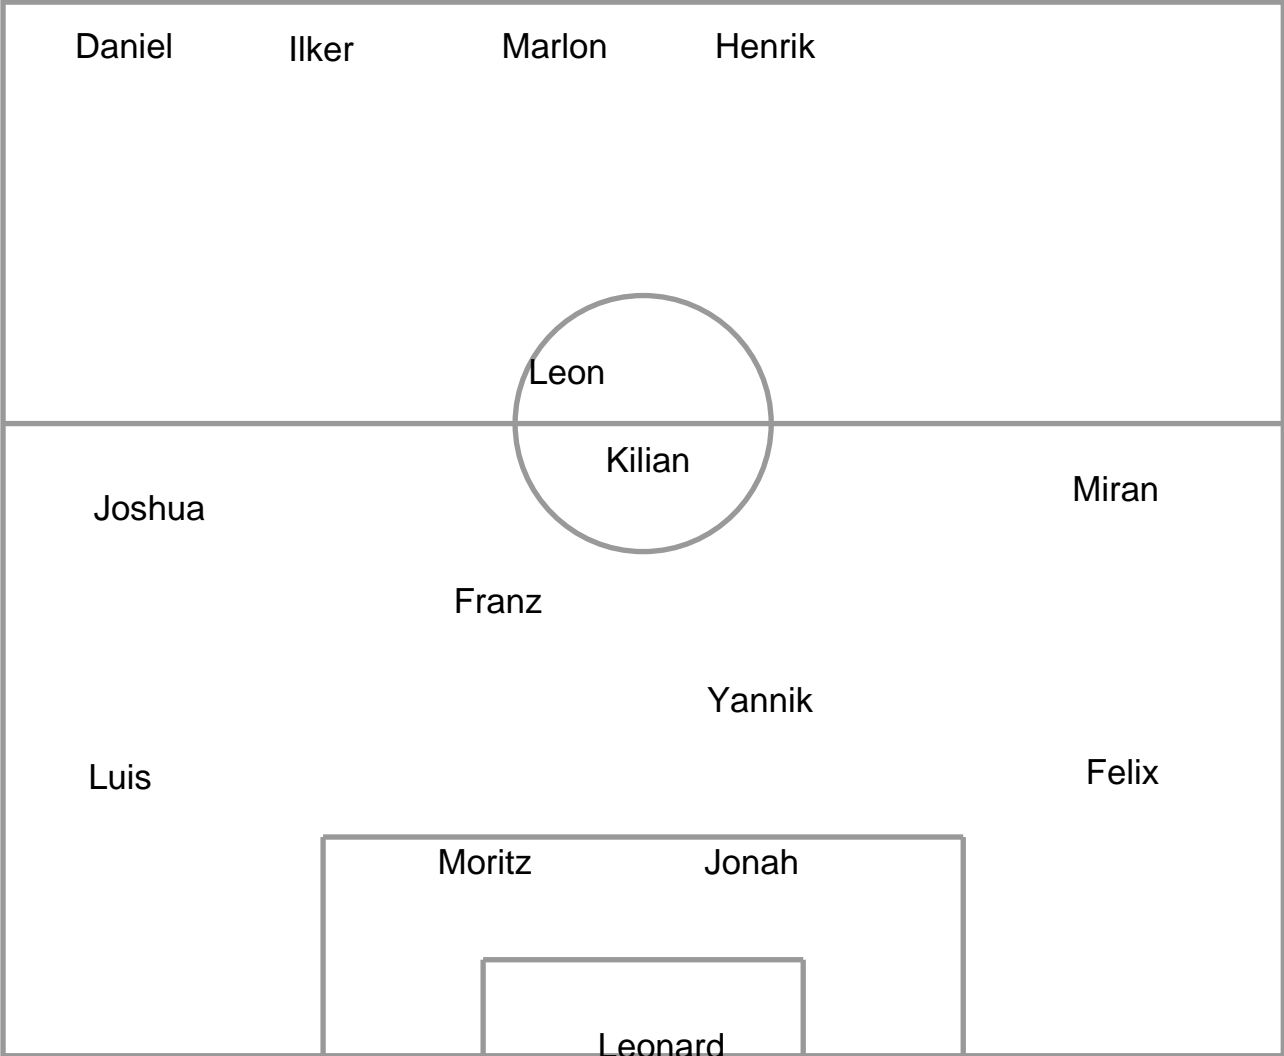 Daniel Ilker Marlon Henrik
Leon
Kilian
Miran
Joshua
Franz
Yannik
Felix
Luis
Moritz Jonah
Leonard